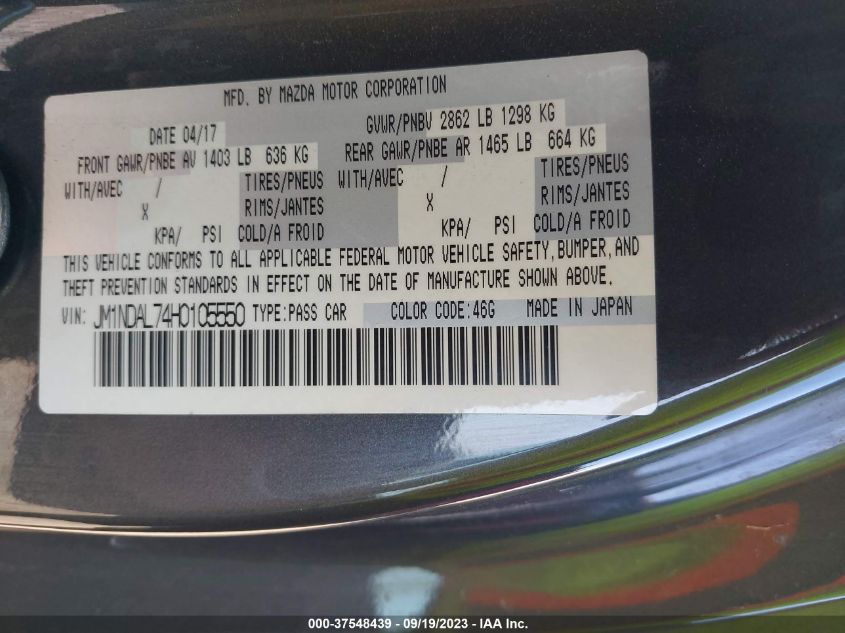 MFD. BY MAZDA MOTOR CORPORATION
DATE 04/17 GVWR/PNBV 2862 LB 1298 KG
FRONT GAWR/PNBE AV 1403 LB 636 KG REAR GAWR/PNBE AR 1465 LB 664 KG
WITH/AVEC / TIRES/PNEUS WITH/AVEC / TIRES/PNEUS
X RIMS/JANTES X RIMS/JANTES
KPA/ PSI COLD/A FROID KPA/ PSI COLD/A FROID
THIS VEHICLE CONFORMS TO ALL APPLICABLE FEDERAL MOTOR VEHICLE SAFETY, BUMPER, AND
THEFT PREVENTION STANDARDS IN EFFECT ON THE DATE OF MANUFACTURE SHOWN ABOVE.
VIN: JM1NDAL74H0105550 TYPE:PASS CAR COLOR CODE:46G MADE IN JAPAN
000-37548439 - 09/19/2023 - IAA Inc.